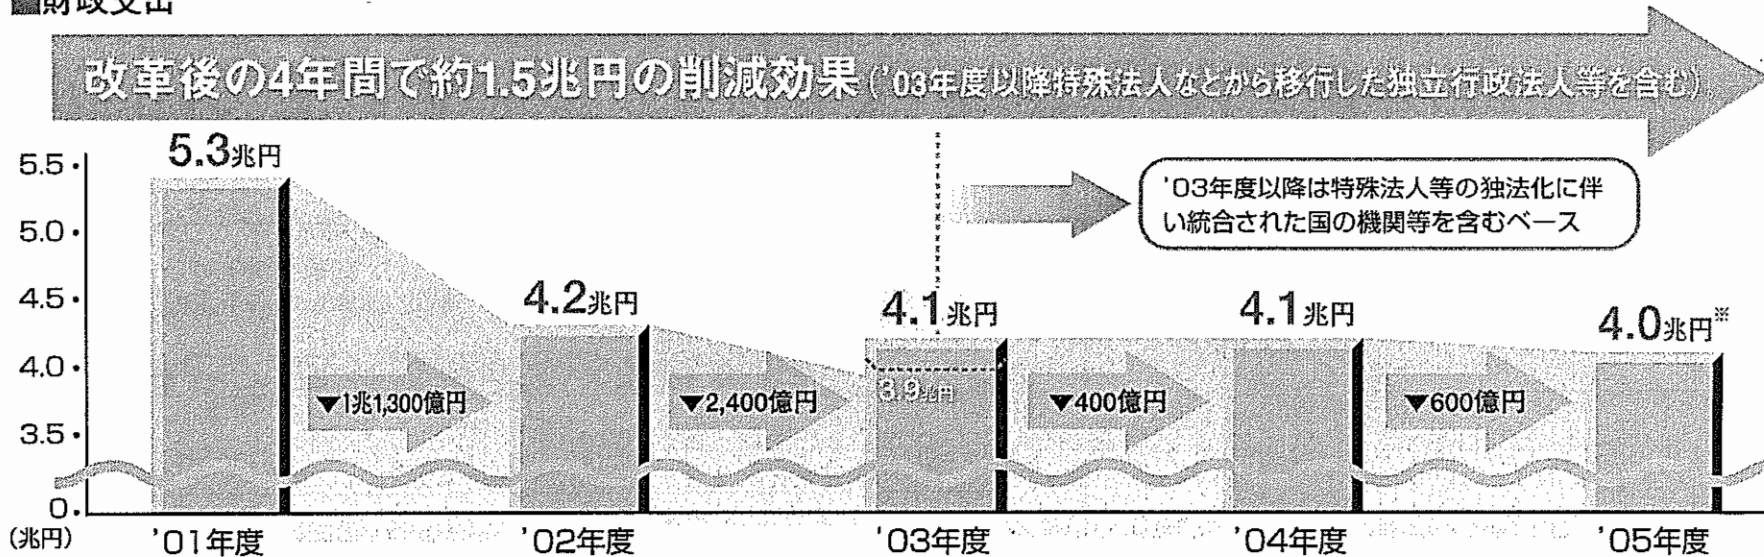 ■財政支出
改革後の4年間で約1.5兆円の削減効果('03年度以降特殊法人などから移行した独立行政法人等を含む)
5.3兆円
'03年度以降は特殊法人等の独法化に伴
い統合された国の機関等を含むベース
5.5
5.0
4.5
4.0
3.5
0
(兆円)
4.2兆円
4.1兆円
4.1兆円
4.0兆円※
3.9兆円
▼1兆1,300億円
▼2,400億円
▼400億円
▼600億円
'01年度
'02年度
'03年度
'04年度
'05年度